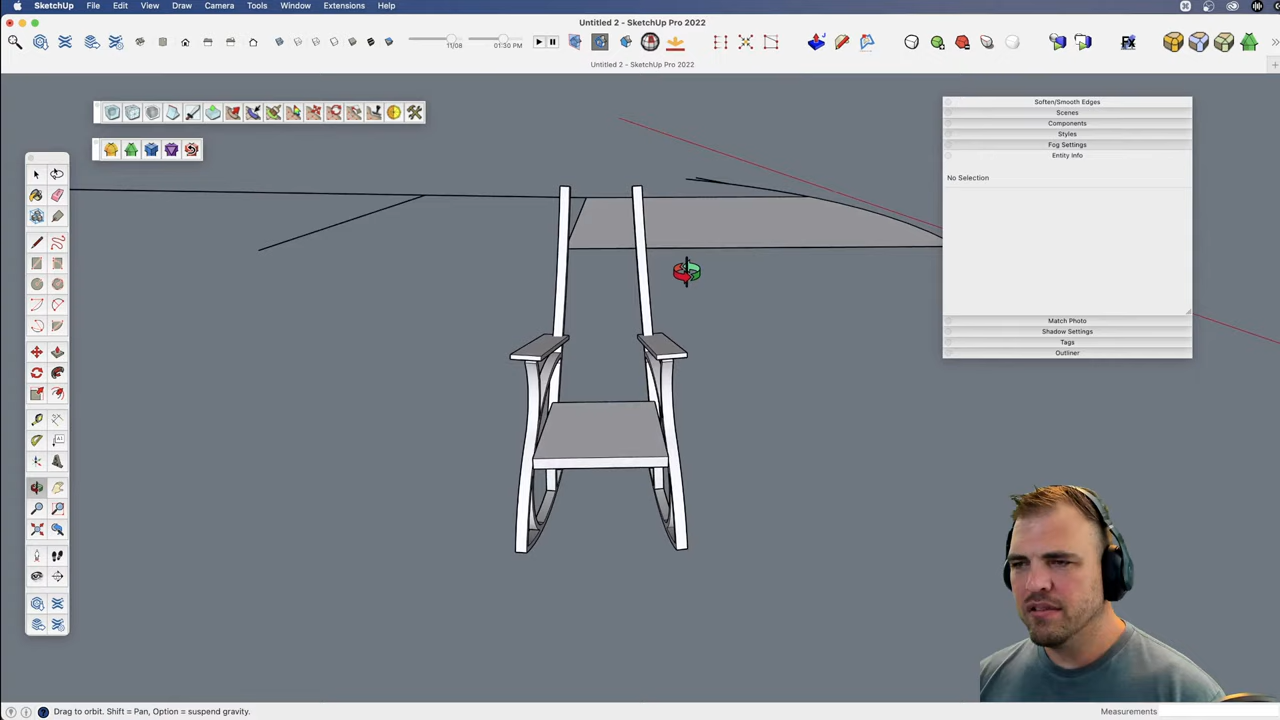 SketchUp File Edit View Draw Camera Tools Window Extensions Help
Untitled 2 - SketchUp Pro 2022
11/08 01:30 PM
Untitled 2 - SketchUp Pro 2022
Soften/Smooth Edges
Scenes
Components
Styles
Fog Settings
Entity Info
No Selection
Match Photo
Shadow Settings
Tags
Outliner
Drag to orbit. Shift = Pan, Option = suspend gravity.
Measurements